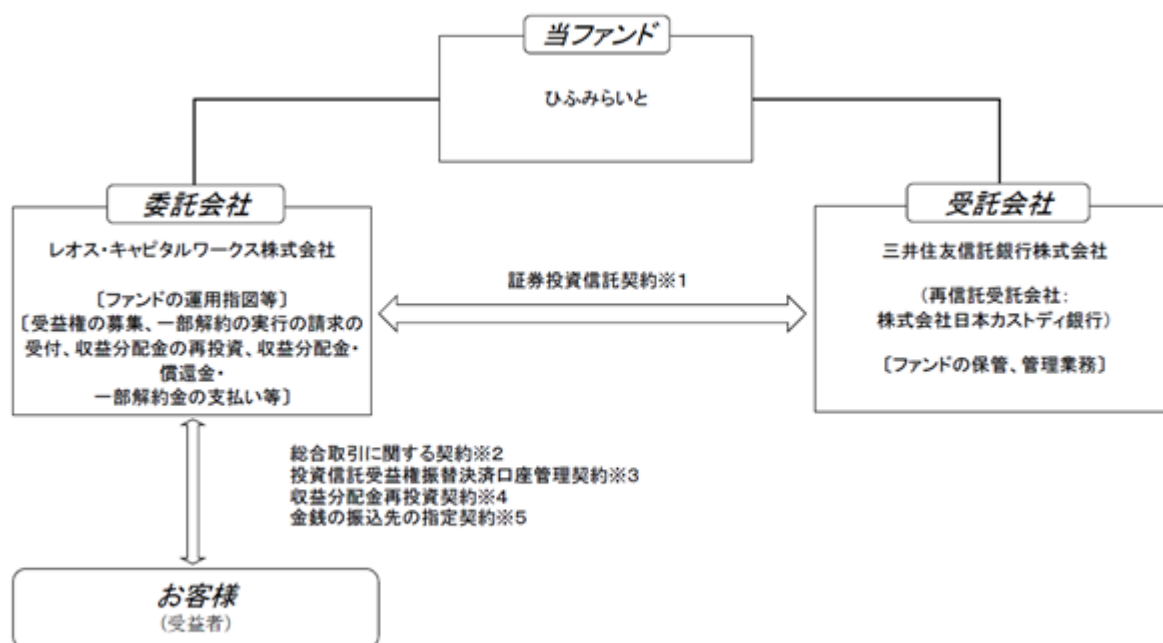 当ファンド
ひふみらいと
委託会社
レオス・キャピタルワークス株式会社
〔ファンドの運用指図等〕
〔受益権の募集、一部解約の実行の請求の
受付、収益分配金の再投資、収益分配金・
償還金・
一部解約金の支払い等〕
証券投資信託契約※1
受託会社
三井住友信託銀行株式会社
(再信託受託会社:
株式会社日本カストディ銀行)
〔ファンドの保管、管理業務〕
総合取引に関する契約※2
投資信託受益権振替決済口座管理契約※3
収益分配金再投資契約※4
金銭の振込先の指定契約※5
お客様
(受益者)